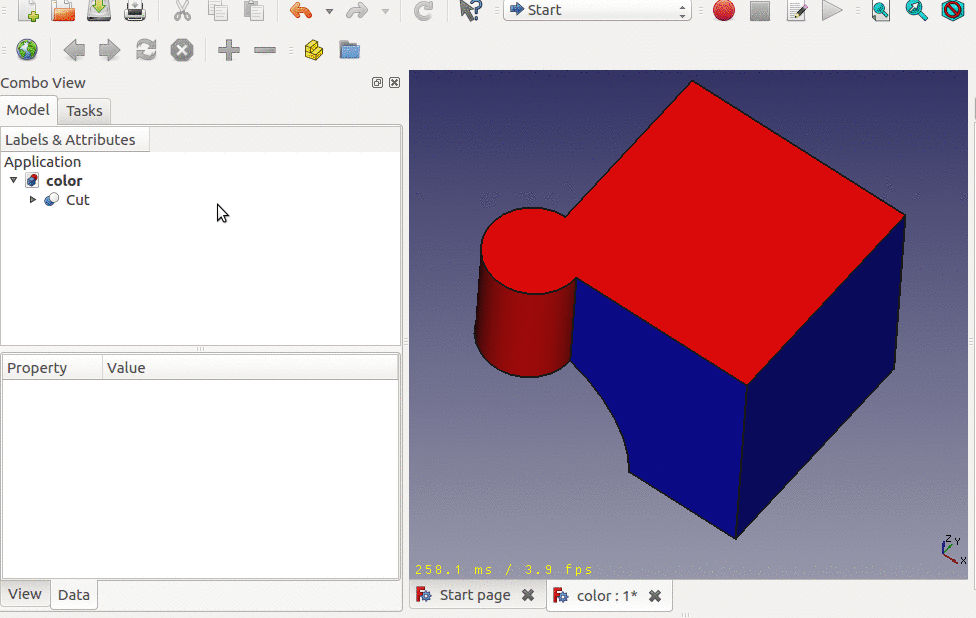 Start
Combo View
Model Tasks
Labels & Attributes
Application
color
Cut
Property Value
View Data
258.1 ms / 3.9 fps
Z Y
X
Start page color : 1*